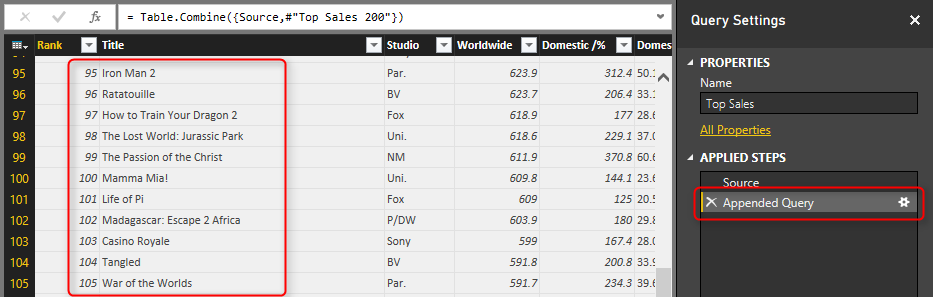 = Table.Combine({Source,#"Top Sales 200"})
Query Settings
Rank Title Studio Worldwide Domestic /% Domes
95 95 Iron Man 2 Par. 623.9 312.4 50.1
96 96 Ratatouille BV 623.7 206.4 33.1
97 97 How to Train Your Dragon 2 Fox 618.9 177 28.6
98 98 The Lost World: Jurassic Park Uni. 618.6 229.1 37.0
99 99 The Passion of the Christ NM 611.9 370.8 60.6
100 100 Mamma Mia! Uni. 609.8 144.1 23.6
101 101 Life of Pi Fox 609 125 20.5
102 102 Madagascar: Escape 2 Africa P/DW 603.9 180 29.8
103 103 Casino Royale Sony 599 167.4 28.0
104 104 Tangled BV 591.8 200.8 33.9
105 105 War of the Worlds Par. 591.7 234.3 39.6
PROPERTIES
Name
Top Sales
All Properties
APPLIED STEPS
Source
Appended Query